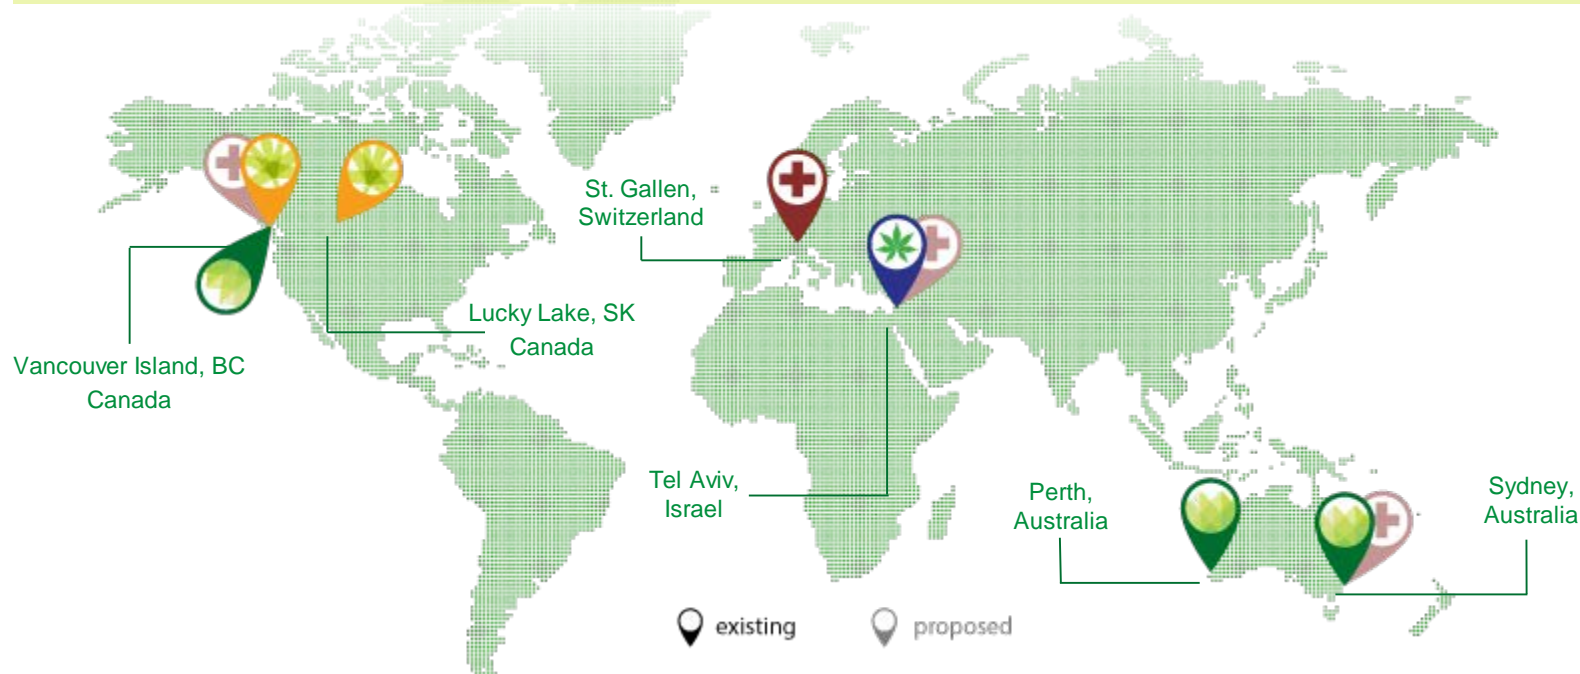 St. Gallen,
Switzerland
Lucky Lake, SK
Canada
Vancouver Island, BC
Canada
Tel Aviv,
Israel
Perth,
Australia
Sydney,
Australia
existing
proposed